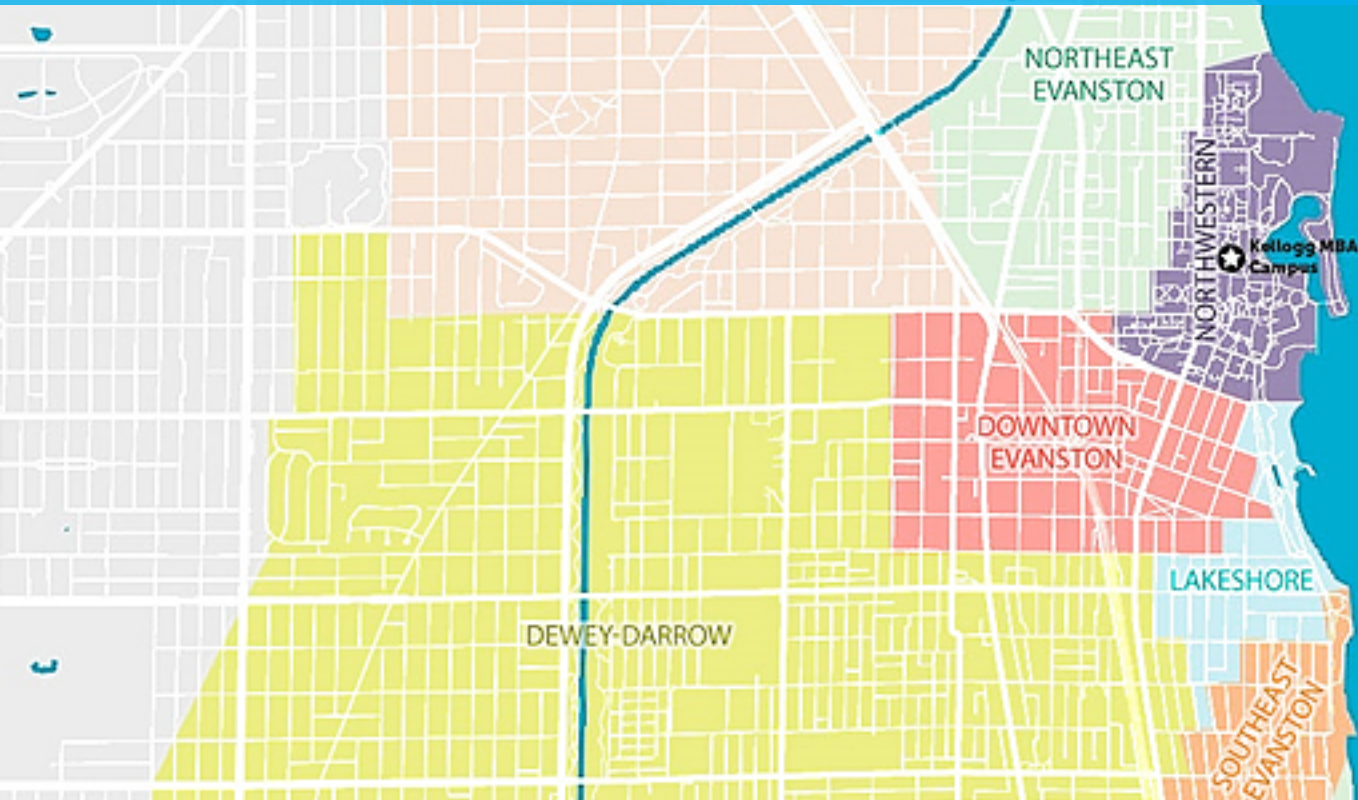 NORTHEAST
EVANSTON
NORTHWESTERN
Kellogg MBA
Campus
DOWNTOWN
EVANSTON
LAKESHORE
DEWEY-DARROW
SOUTHEAST
EVANSTON